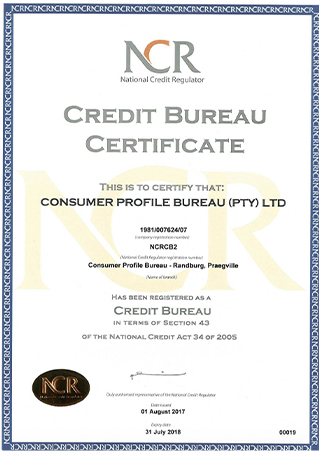 NCR
National Credit Regulator
CREDIT BUREAU
CERTIFICATE
THIS IS TO CERTIFY THAT:
CONSUMER PROFILE BUREAU (PTY) LTD
1981/007624/07
(company registration number)
NCRCB2
(National Credit Regulator registration number)
Consumer Profile Bureau - Randburg, Praegville
(Name of branch)
HAS BEEN REGISTERED AS A
CREDIT BUREAU
IN TERMS OF SECTION 43
OF THE NATIONAL CREDIT ACT 34 OF 2005
Duly authorised representative of the National Credit Regulator
Date issued
01 August 2017
Expiry date
31 July 2018
00019
NCR